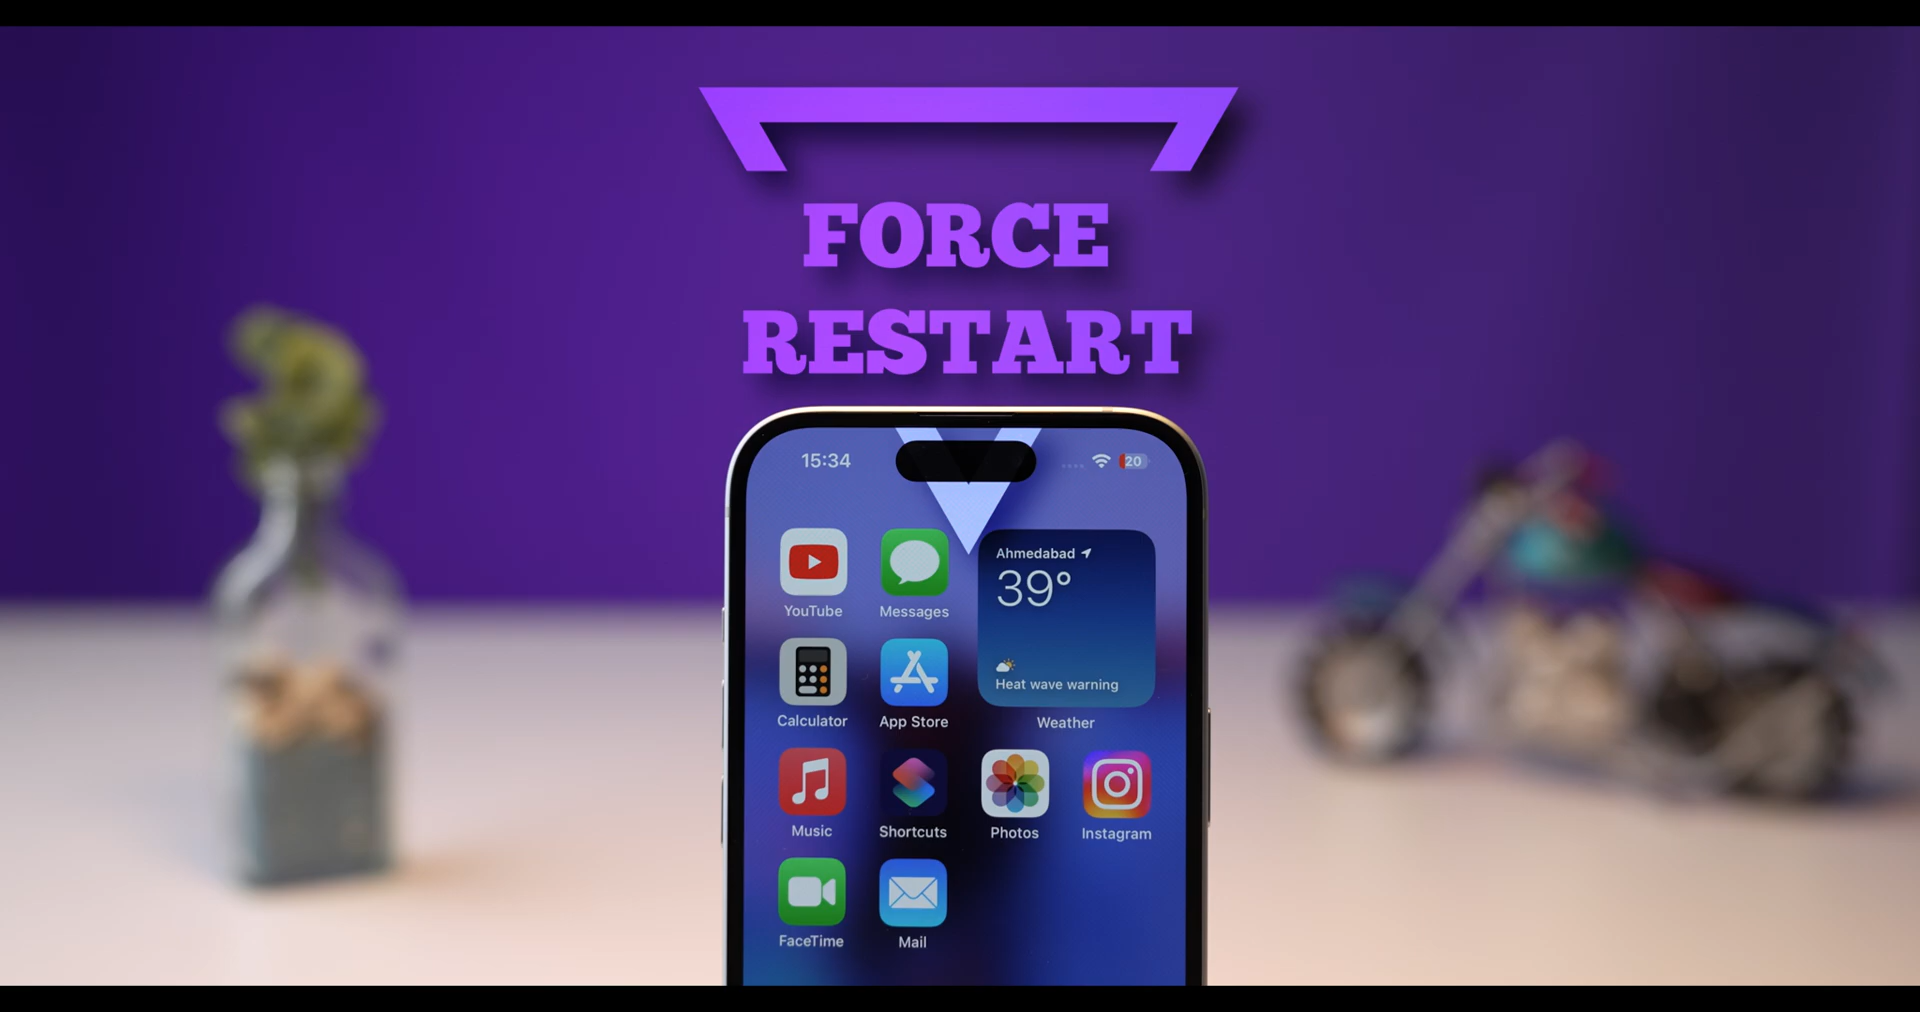 FORCE
RESTART
15:34
20
Ahmedabad
39°
Heat wave warning
YouTube
Messages
Calculator
App Store
Weather
Music
Shortcuts
Photos
Instagram
FaceTime
Mail